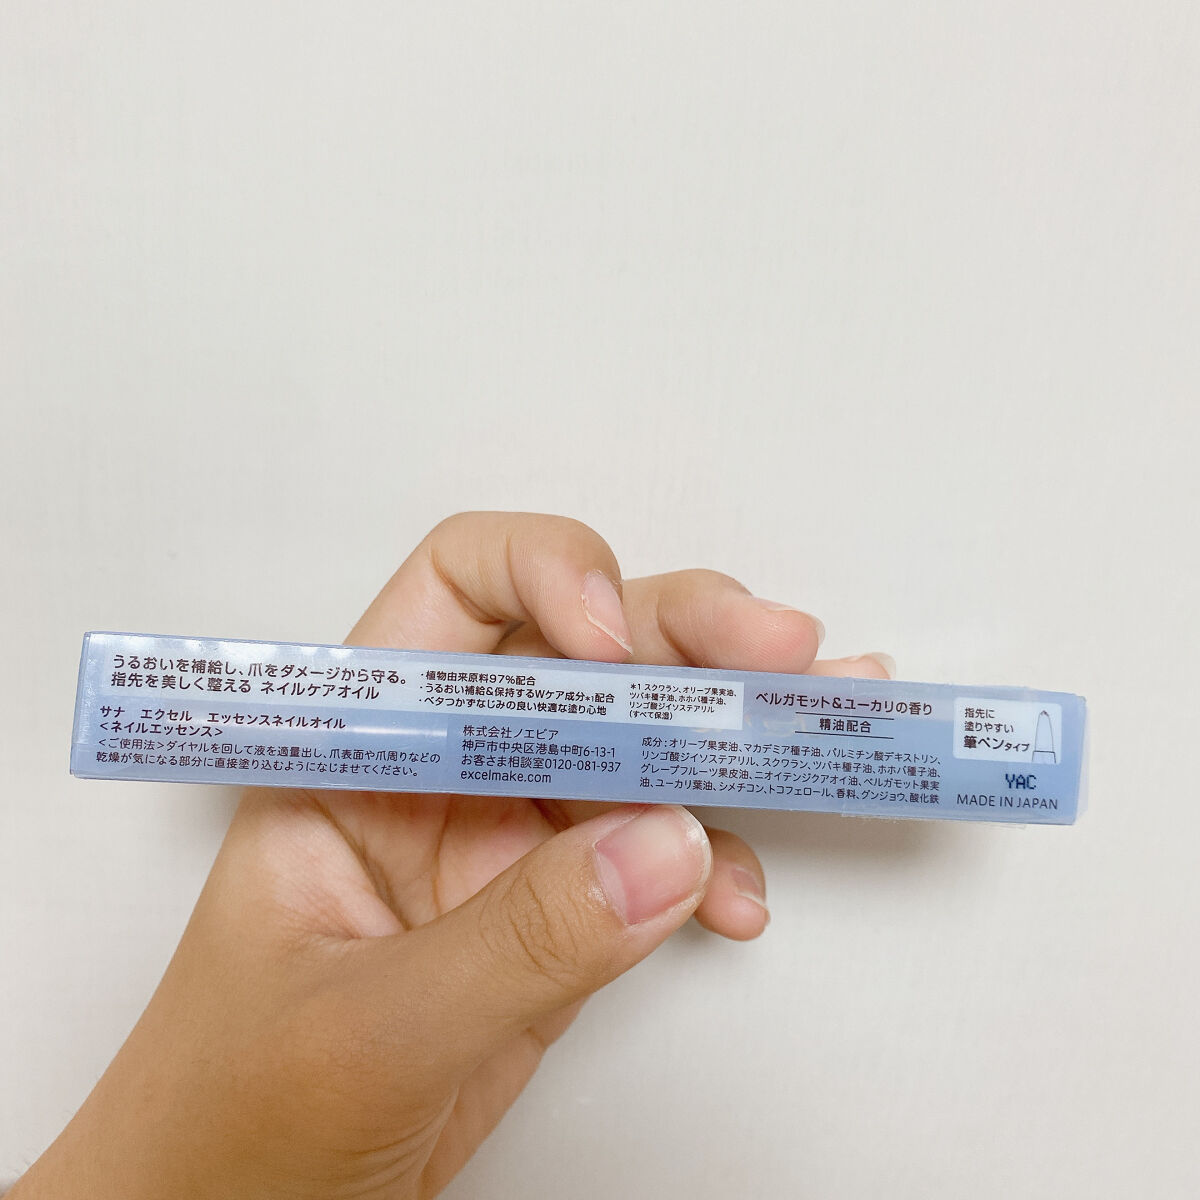 うるおいを補給し、爪をダメージから守る。
指先を美しく整える ネイルケアオイル
・植物由来原料97%配合
・うるおい補給&保持するWケア成分*1配合
・ベタつかずなじみの良い快適な塗り心地
*1 スクワラン、オリーブ果実油、
ツバキ種子油、ホホバ種子油、
リンゴ酸ジイソステアリル
(すべて保湿)
サナ エクセル エッセンスネイルオイル
<ネイルエッセンス>
<ご使用法>ダイヤルを回して液を適量出し、爪表面や爪周りなどの
乾燥が気になる部分に直接塗り込むようになじませてください。
株式会社ノエビア
神戸市中央区港島中町6-13-1
お客さま相談室0120-081-937
excelmake.com
ベルガモット&ユーカリの香り
精油配合
成分:オリーブ果実油、マカデミア種子油、パルミチン酸デキストリン、
リンゴ酸ジイソステアリル、スクワラン、ツバキ種子油、ホホバ種子油、
グレープフルーツ果皮油、ニオイテンジクアオイ油、ベルガモット果実
油、ユーカリ葉油、シメチコン、トコフェロール、香料、グンジョウ、酸化鉄
指先に
塗りやすい
筆ペンタイプ
YAC
MADE IN JAPAN